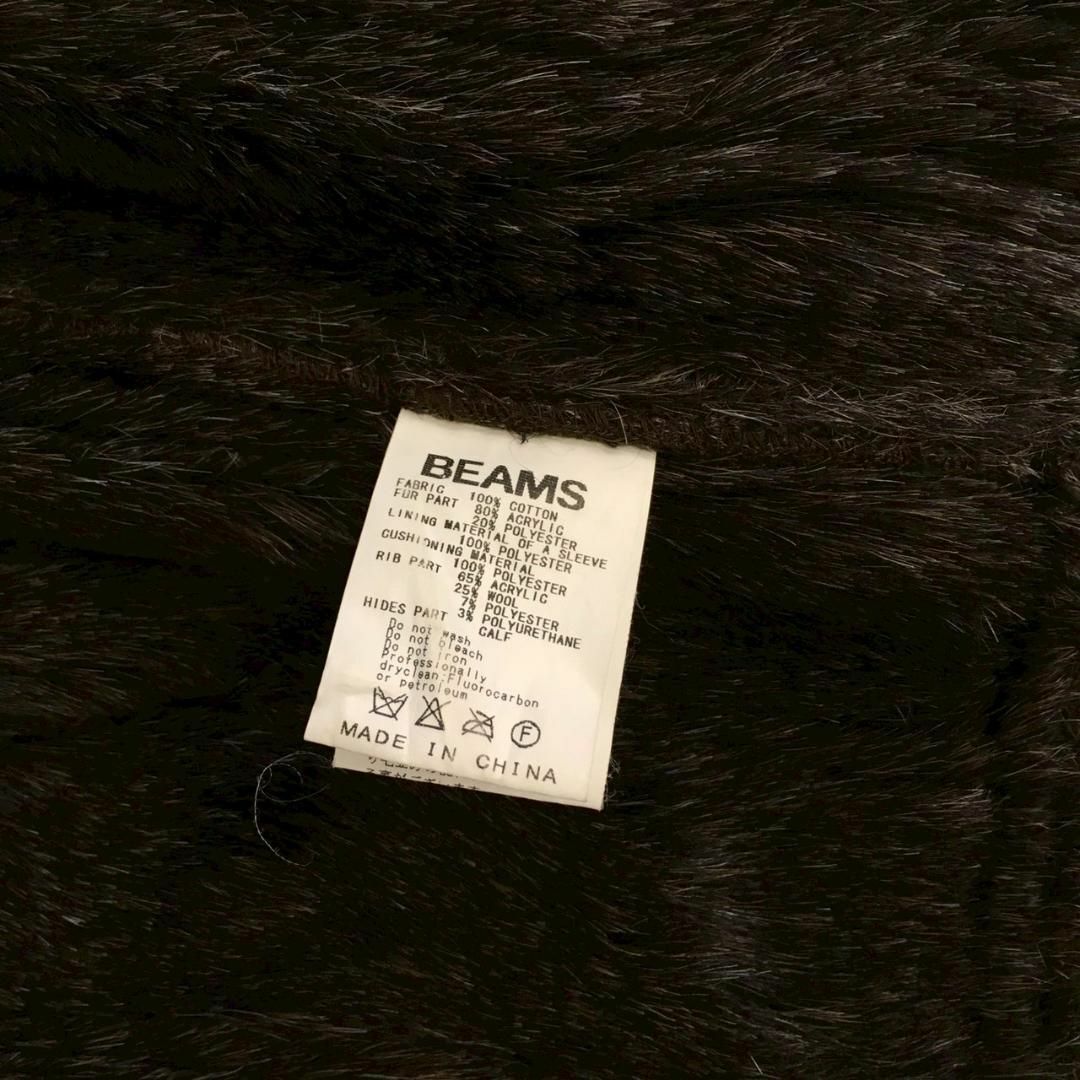 BEAMS
FABRIC 100% COTTON
FUR PART 80% ACRYLIC
20% POLYESTER
LINING MATERIAL OF A SLEEVE
100% POLYESTER
CUSHIONING MATERIAL
100% POLYESTER
RIB PART 65% ACRYLIC
25% WOOL
7% POLYESTER
3% POLYURETHANE
HIDES PART CALF
Do not wash
Do not bleach
Do not iron
Professionally
dryclean:Fluorocarbon
or petroleum
F
MADE IN CHINA